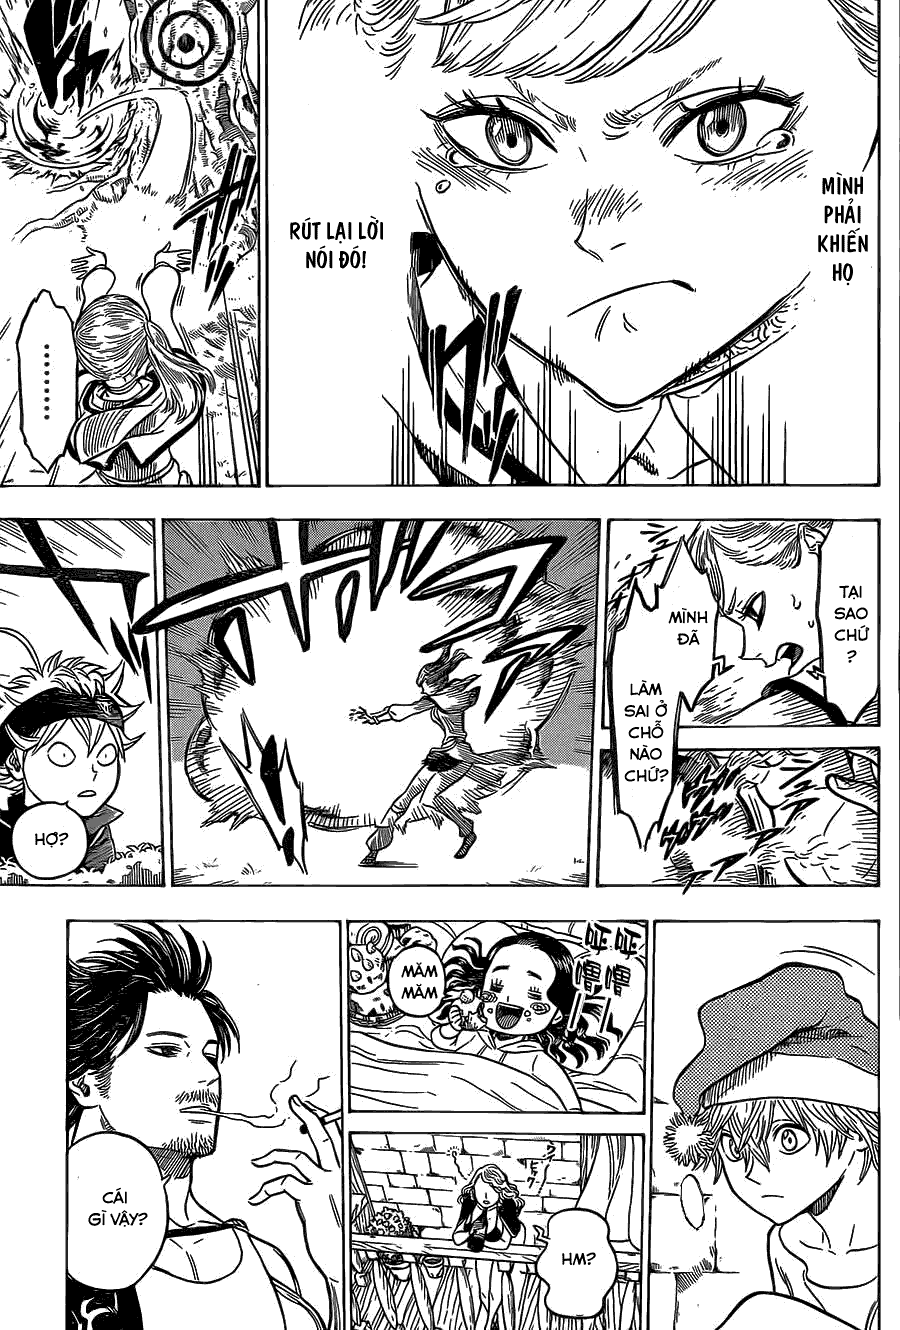 MÌNH
PHẢI
KHIẾN
HỌ
RÚT LẠI LỜI
NÓI ĐÓ!
.........
TẠI
SAO
CHỨ
?
MÌNH
ĐÃ
LÀM
SAI Ở
CHỖ
NÀO
CHỨ?
HỢ?
MĂM
MĂM
HM?
CÁI
GÌ VẬY?